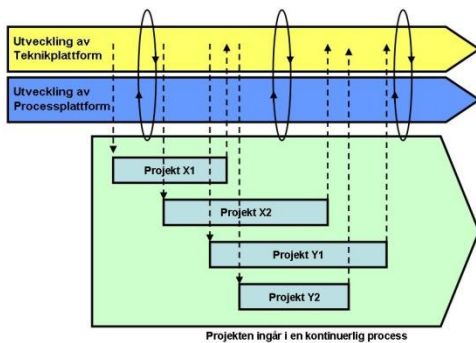 Utveckling av
Teknikplattform
Utveckling av
Processplattform
Projekt X1
Projekt X2
Projekt Y1
Projekt Y2
Projekten ingår i en kontinuerlig process